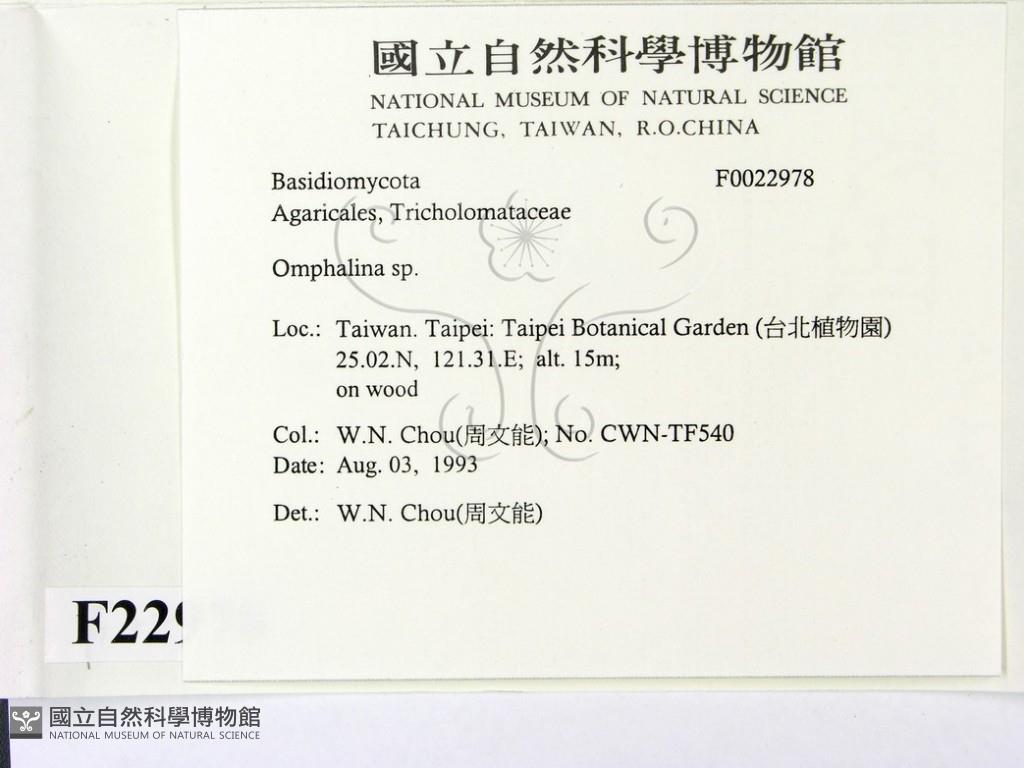 國立自然科學博物館
NATIONAL MUSEUM OF NATURAL SCIENCE
TAICHUNG, TAIWAN, R.O.CHINA
Basidiomycota F0022978
Agaricales, Tricholomataceae
Omphalina sp.
Loc.: Taiwan. Taipei: Taipei Botanical Garden (台北植物園)
25.02.N, 121.31.E; alt. 15m;
on wood
Col.: W.N. Chou(周文能); No. CWN-TF540
Date: Aug. 03, 1993
Det.: W.N. Chou(周文能)
F229
國立自然科學博物館
NATIONAL MUSEUM OF NATURAL SCIENCE